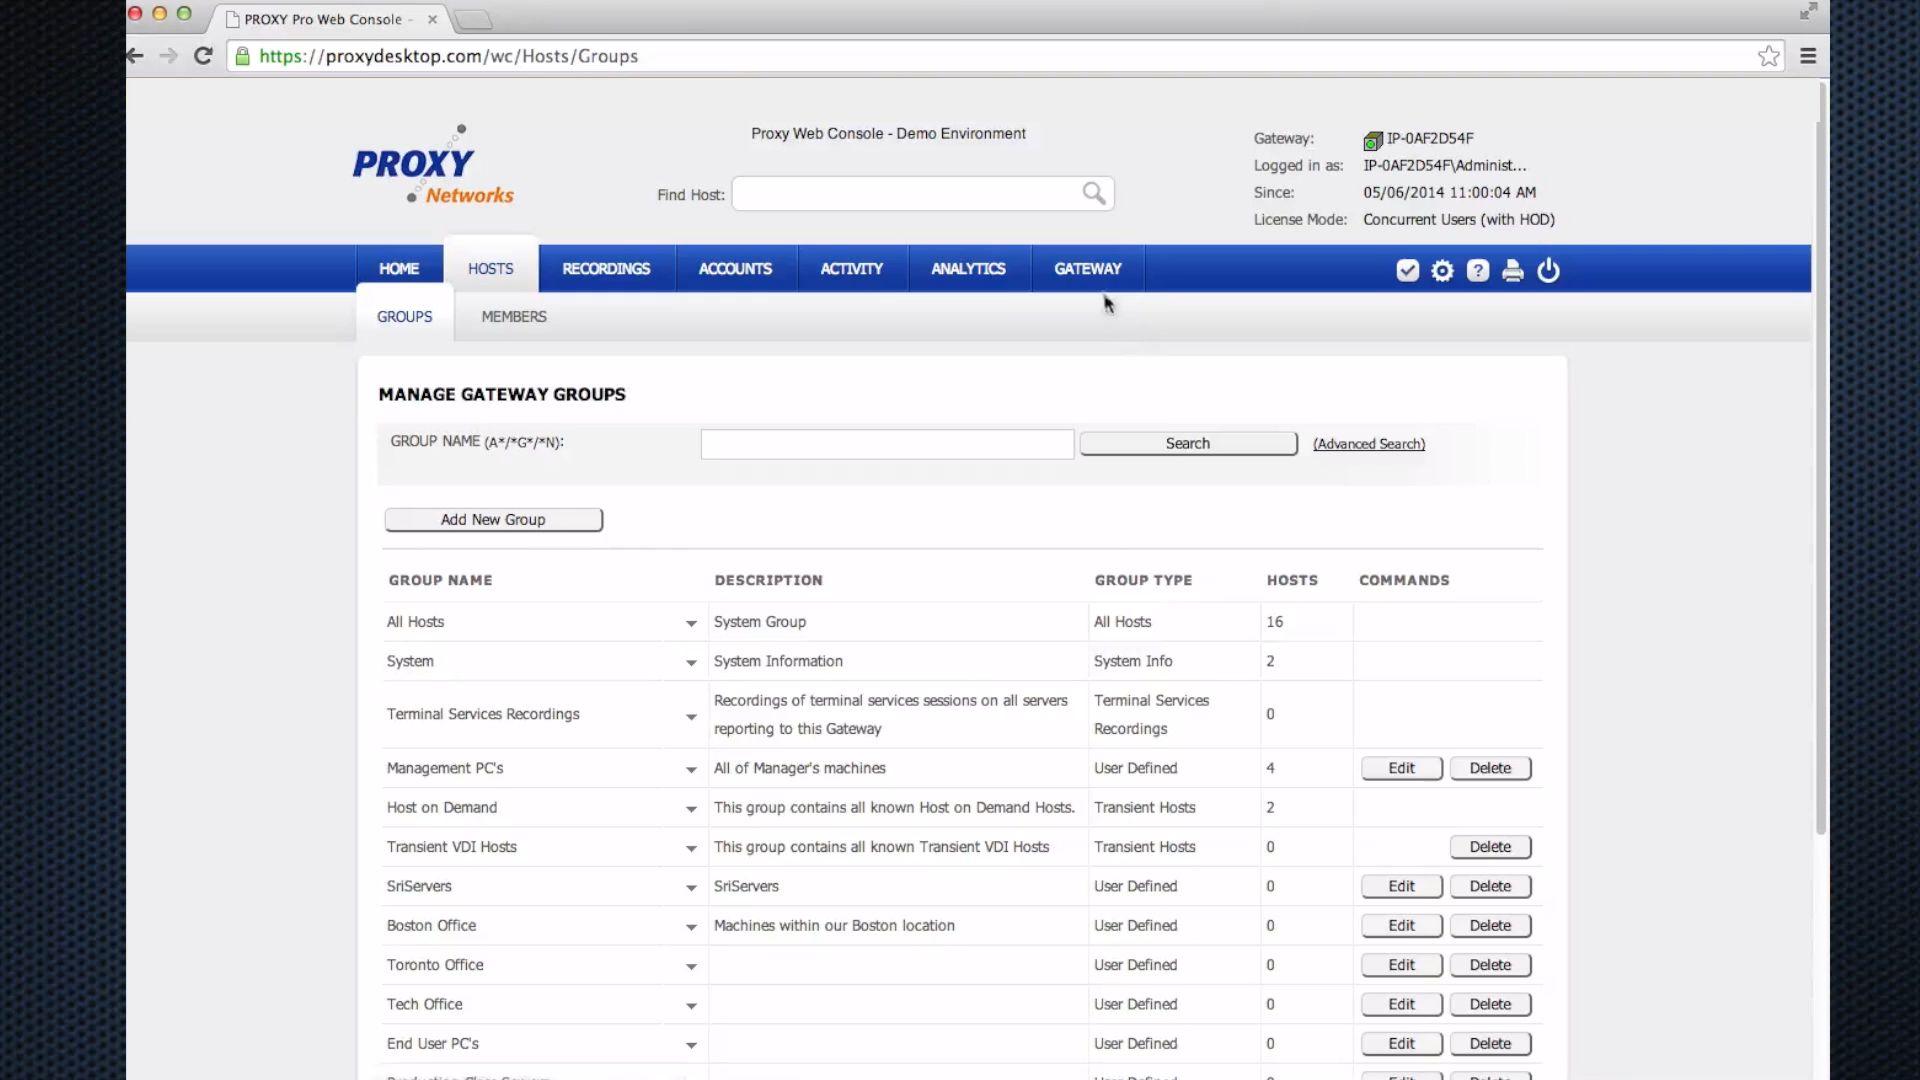 PROXY Pro Web Console -
https://proxydesktop.com/wc/Hosts/Groups
PROXY
Networks
Proxy Web Console - Demo Environment
Find Host:
Gateway: IP-0AF2D54F
Logged in as: IP-0AF2D54F\Administ...
Since: 05/06/2014 11:00:04 AM
License Mode: Concurrent Users (with HOD)
HOME HOSTS RECORDINGS ACCOUNTS ACTIVITY ANALYTICS GATEWAY
GROUPS MEMBERS
MANAGE GATEWAY GROUPS
GROUP NAME (A*/*G*/*N): Search (Advanced Search)
Add New Group
GROUP NAME DESCRIPTION GROUP TYPE HOSTS COMMANDS
All Hosts System Group All Hosts 16
System System Information System Info 2
Terminal Services Recordings Recordings of terminal services sessions on all servers reporting to this Gateway Terminal Services Recordings 0
Management PC's All of Manager's machines User Defined 4 Edit Delete
Host on Demand This group contains all known Host on Demand Hosts. Transient Hosts 2
Transient VDI Hosts This group contains all known Transient VDI Hosts Transient Hosts 0 Delete
SriServers SriServers User Defined 0 Edit Delete
Boston Office Machines within our Boston location User Defined 0 Edit Delete
Toronto Office User Defined 0 Edit Delete
Tech Office User Defined 0 Edit Delete
End User PC's User Defined 0 Edit Delete